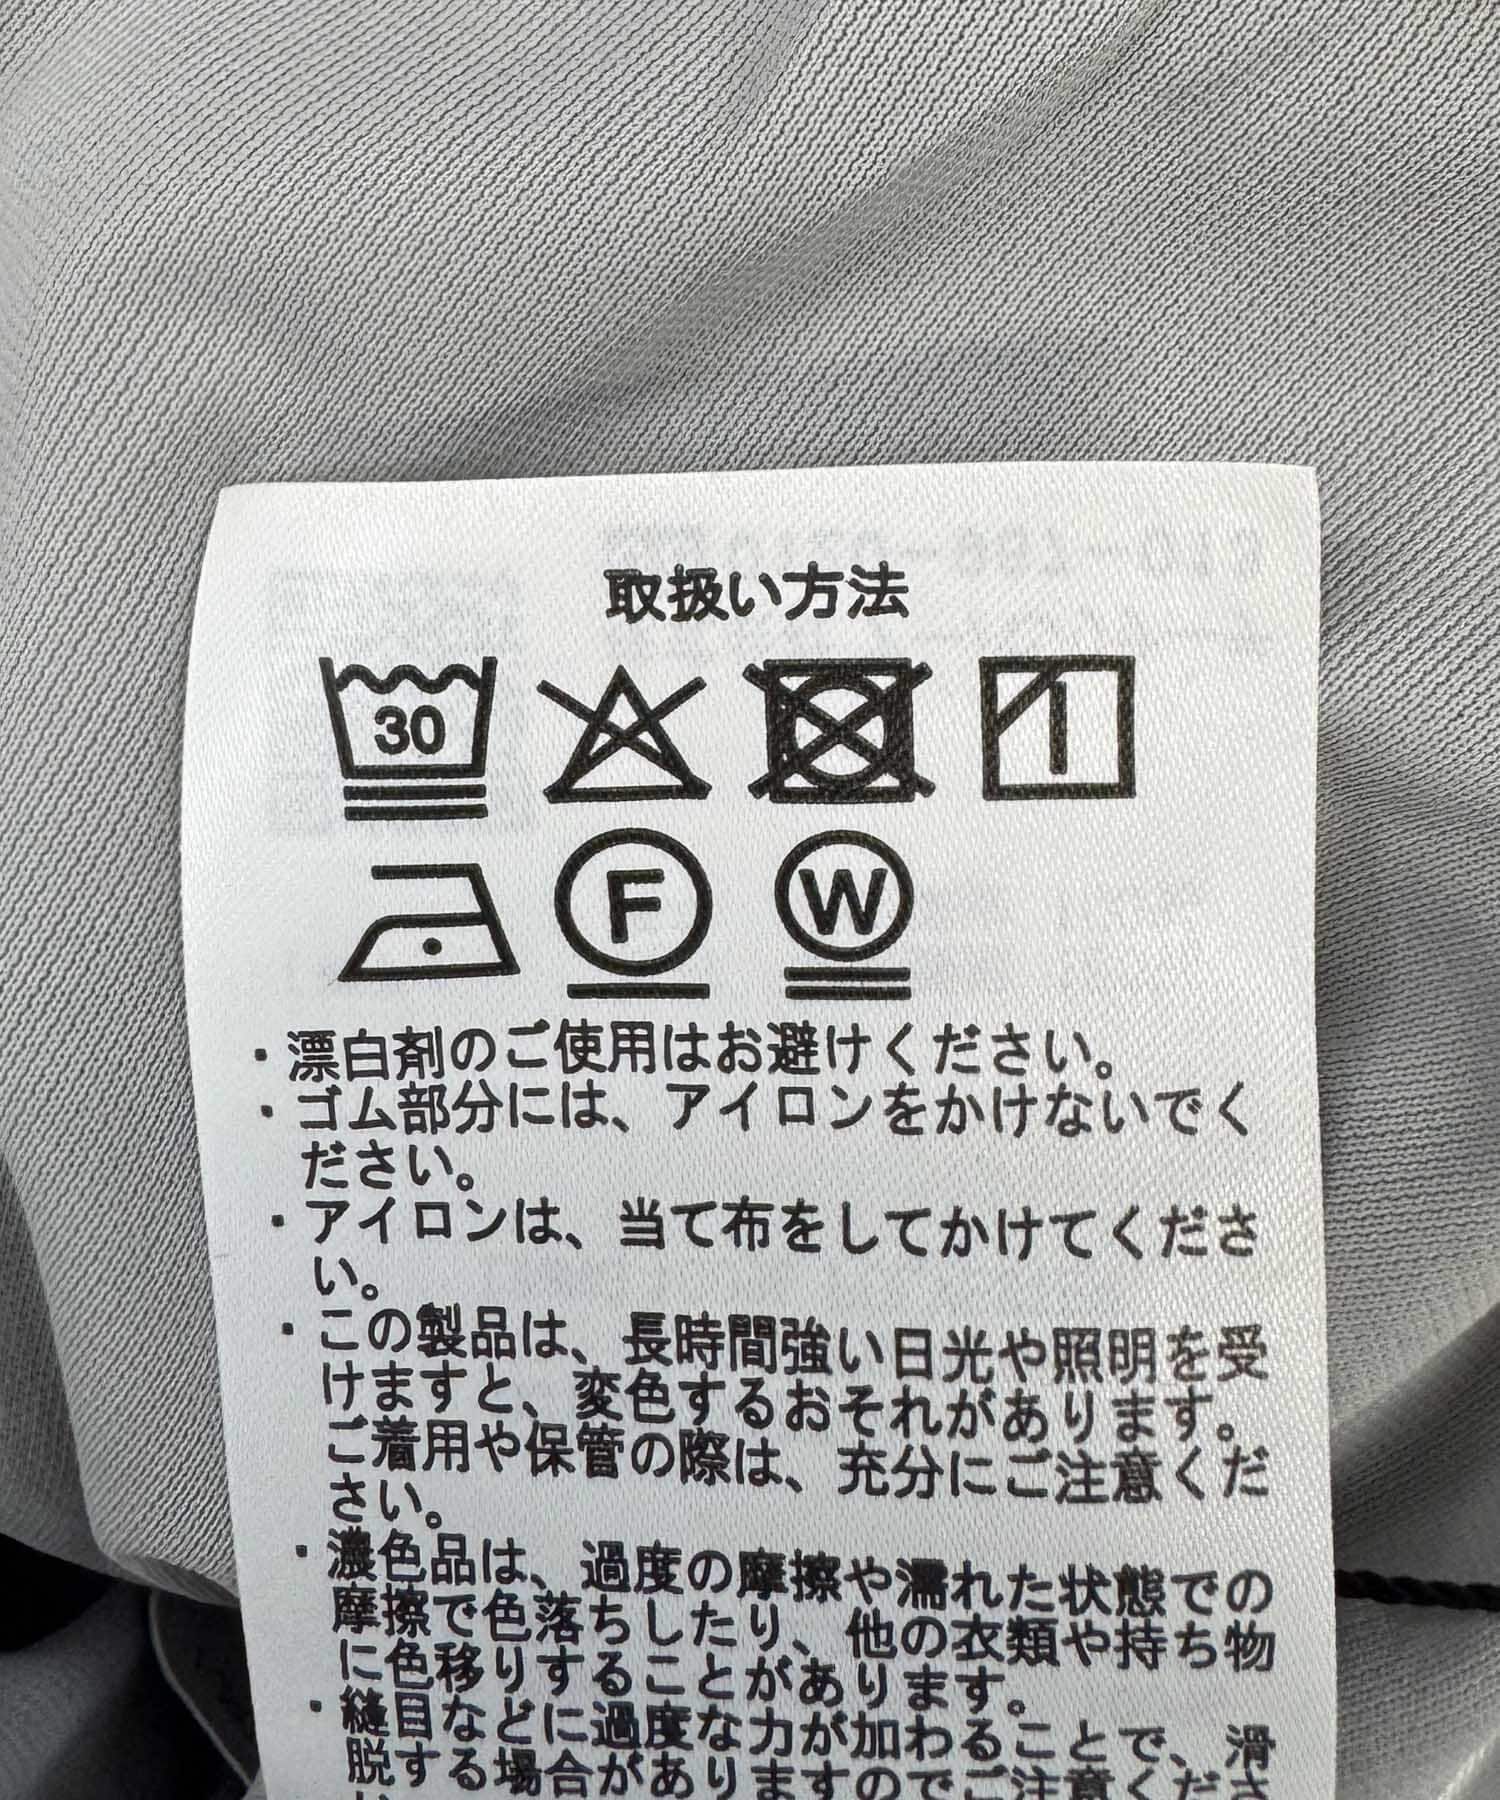 取扱い方法
30
F W
・漂白剤のご使用はお避けください。
・ゴム部分には、アイロンをかけないでく
ださい。
・アイロンは、当て布をしてかけてくださ
い。
・この製品は、長時間強い日光や照明を受
けますと、変色するおそれがあります。
ご着用や保管の際は、充分にご注意くだ
さい。
・濃色品は、過度の摩擦や濡れた状態での
摩擦で色落ちしたり、他の衣類や持ち物
に色移りすることがあります。
・縫目などに過度な力が加わることで、滑
脱する場合がありますのでご注意くださ